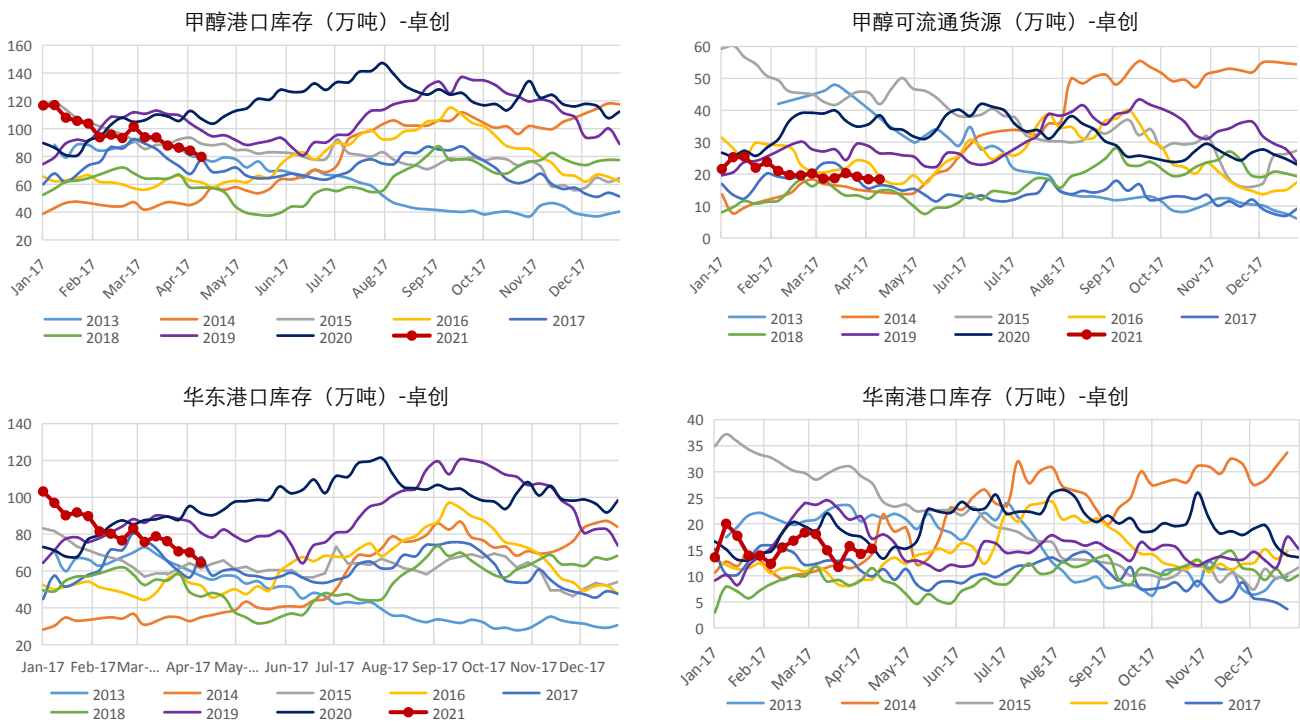 甲醇港口库存（万吨）-卓创
160
140
120
100
80
60
40
20
Jan-17 Feb-17 Mar-17 Apr-17 May-17 Jun-17 Jul-17 Aug-17 Sep-17 Oct-17 Nov-17 Dec-17
2013 2014 2015 2016 2017
2018 2019 2020 2021
甲醇可流通货源（万吨）-卓创
60
50
40
30
20
10
0
Jan-17 Feb-17 Mar-17 Apr-17 May-17 Jun-17 Jul-17 Aug-17 Sep-17 Oct-17 Nov-17 Dec-17
2013 2014 2015 2016 2017
2018 2019 2020 2021
华东港口库存（万吨）-卓创
140
120
100
80
60
40
20
Jan-17 Feb-17 Mar-... Apr-17 May-... Jun-17 Jul-17 Aug-17 Sep-17 Oct-17 Nov-17 Dec-17
2013 2014 2015 2016 2017
2018 2019 2020 2021
华南港口库存（万吨）-卓创
40
35
30
25
20
15
10
5
0
Jan-17 Feb-17 Mar-17 Apr-17 May-17 Jun-17 Jul-17 Aug-17 Sep-17 Oct-17 Nov-17 Dec-17
2013 2014 2015 2016 2017
2018 2019 2020 2021